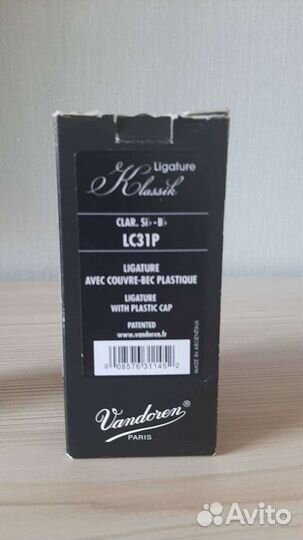 Ligature
Klassik
CLAR. Si♭-B♭
LC31P
LIGATURE
AVEC COUVRE-BEC PLASTIQUE
LIGATURE
WITH PLASTIC CAP
PATENTED
www.vandoren.fr
MADE IN ARGENTINA
0 08576 31145 2
Vandoren®
PARIS
Avito